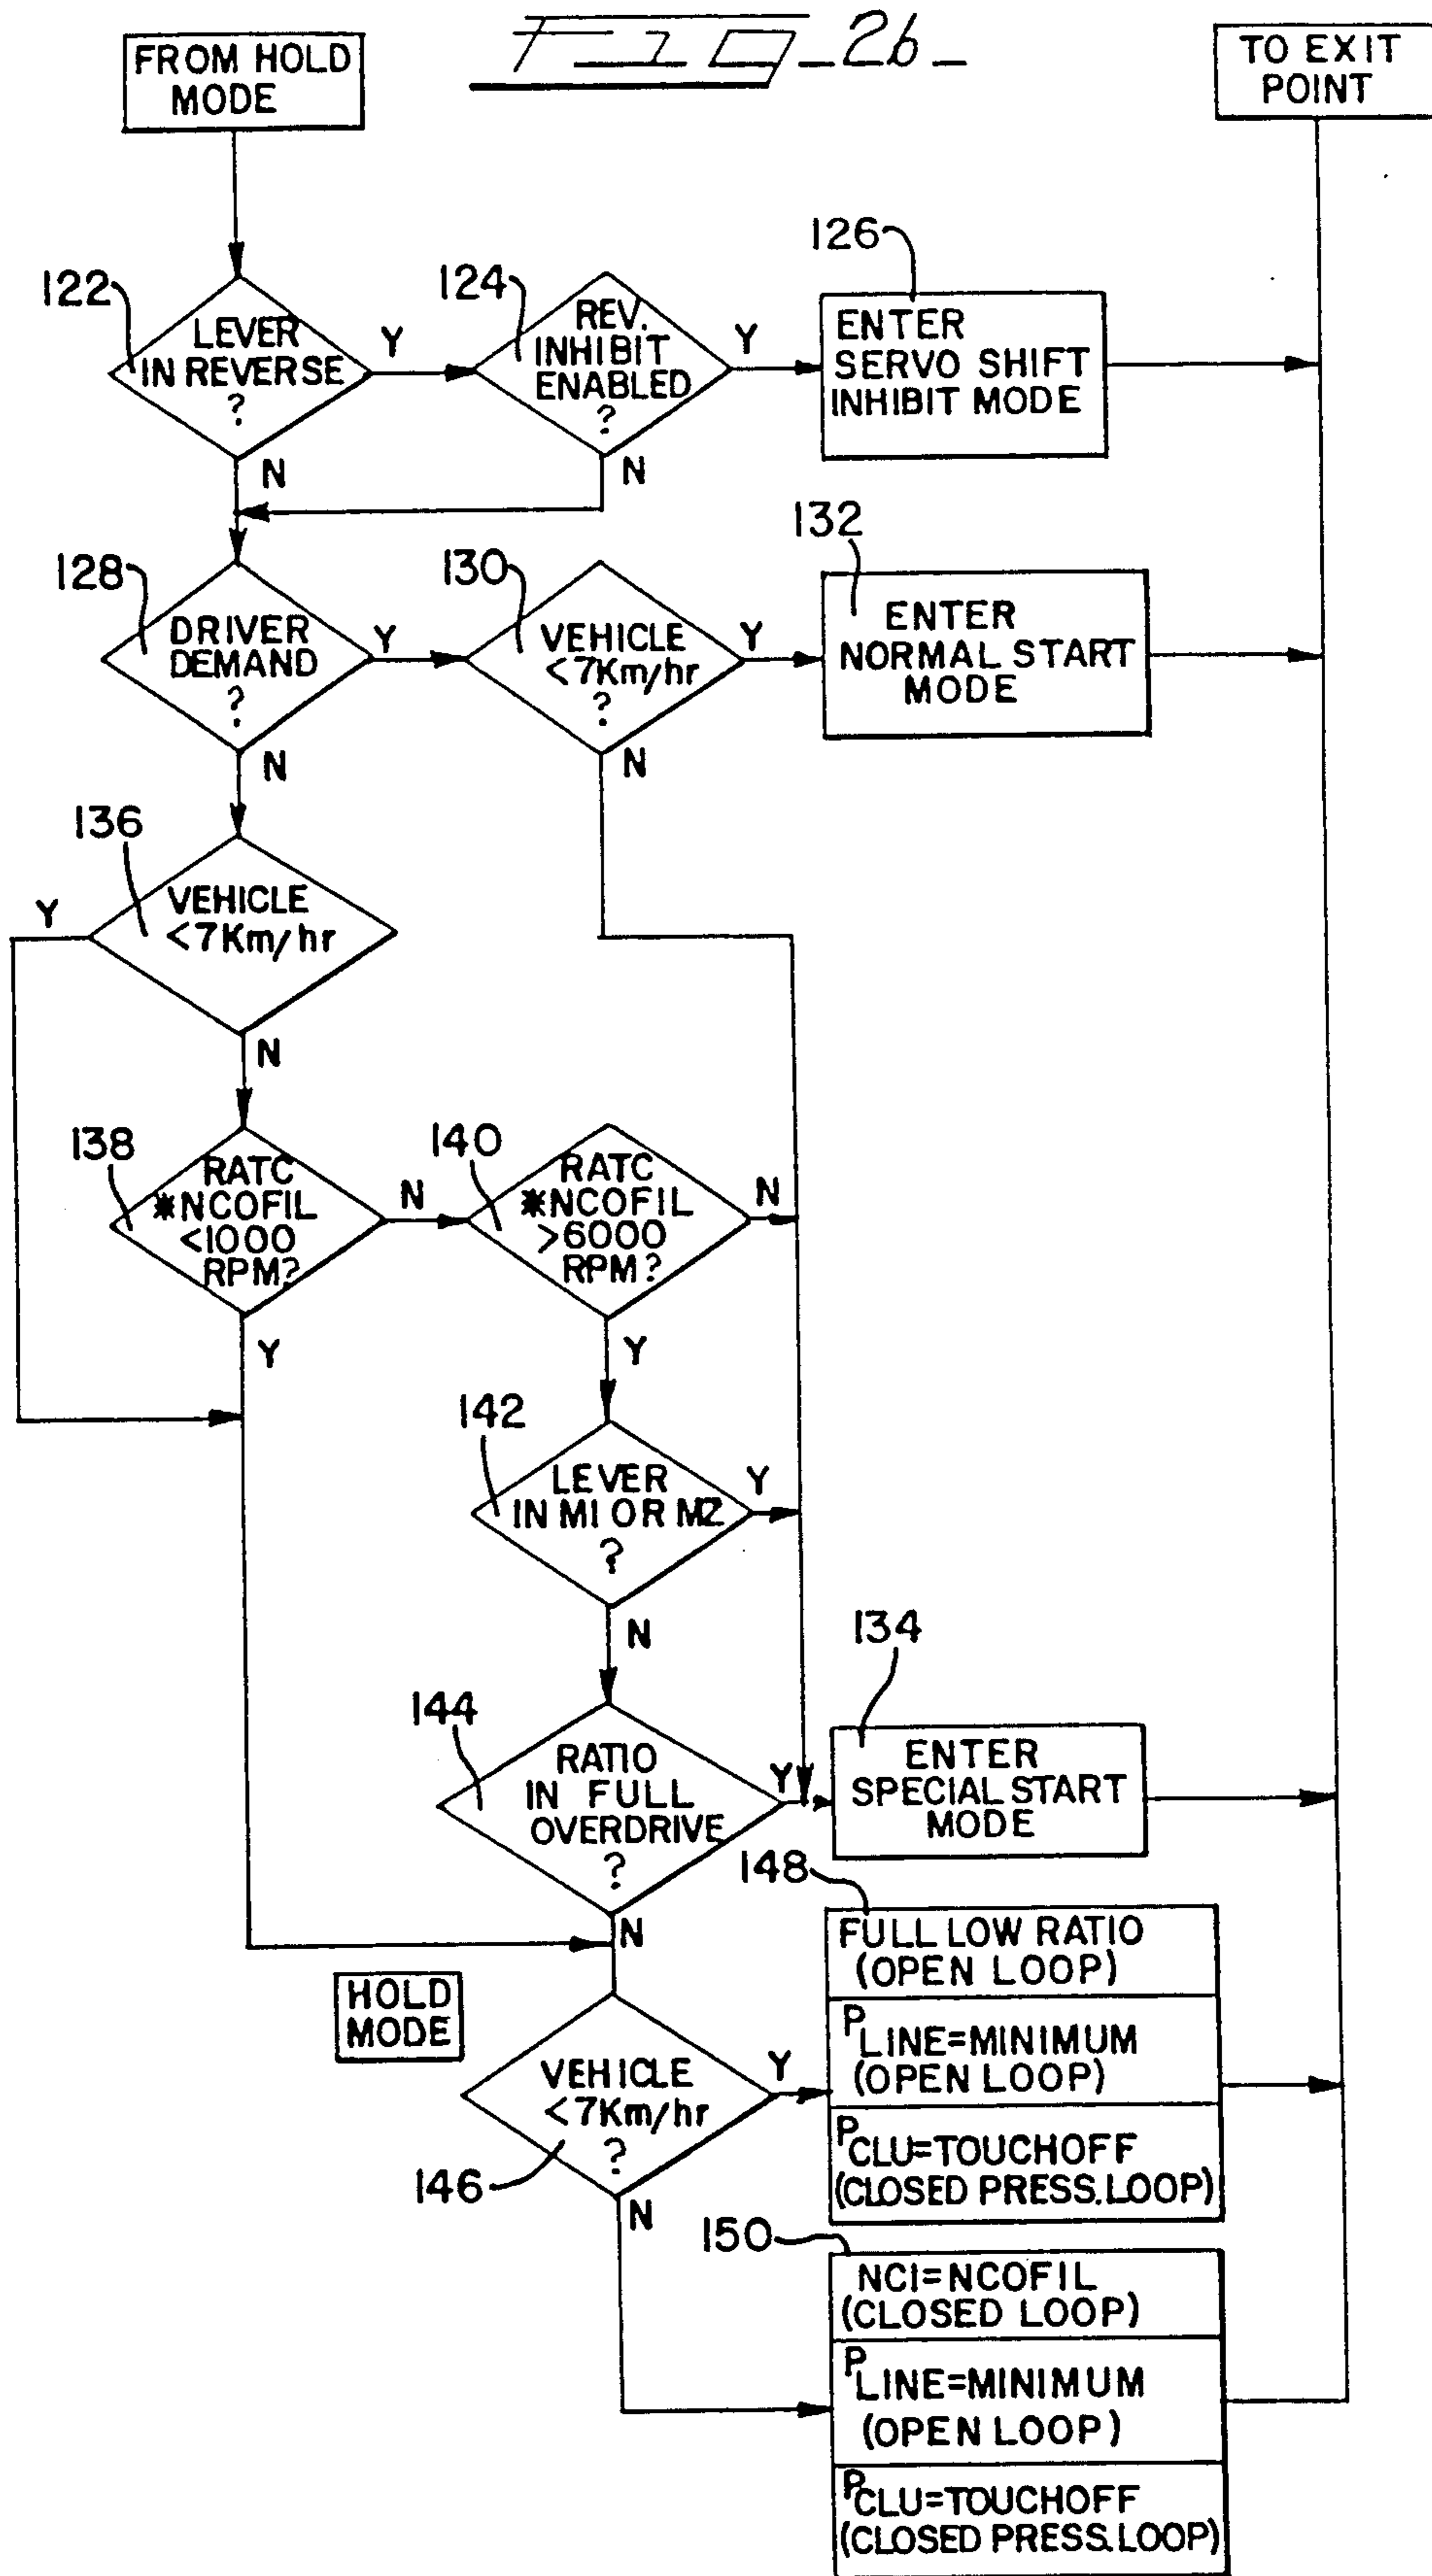 Fig_2b_
FROM HOLD
MODE
TO EXIT
POINT
122
LEVER
IN REVERSE
?
Y
N
124
REV.
INHIBIT
ENABLED
?
Y
N
126
ENTER
SERVO SHIFT
INHIBIT MODE
128
DRIVER
DEMAND
?
Y
N
130
VEHICLE
<7Km/hr
?
Y
N
132
ENTER
NORMAL START
MODE
136
VEHICLE
<7Km/hr
Y
N
138
RATC
*NCOFIL
<1000
RPM?
N
Y
140
RATC
*NCOFIL
>6000
RPM?
N
Y
142
LEVER
IN MI OR MZ
?
Y
N
144
RATIO
IN FULL
OVERDRIVE
?
Y
N
134
ENTER
SPECIAL START
MODE
HOLD
MODE
146
VEHICLE
<7Km/hr
?
Y
N
148
FULL LOW RATIO
(OPEN LOOP)
PLINE=MINIMUM
(OPEN LOOP)
PCLU=TOUCHOFF
(CLOSED PRESS.LOOP)
150
NCI=NCOFIL
(CLOSED LOOP)
PLINE=MINIMUM
(OPEN LOOP)
PCLU=TOUCHOFF
(CLOSED PRESS.LOOP)